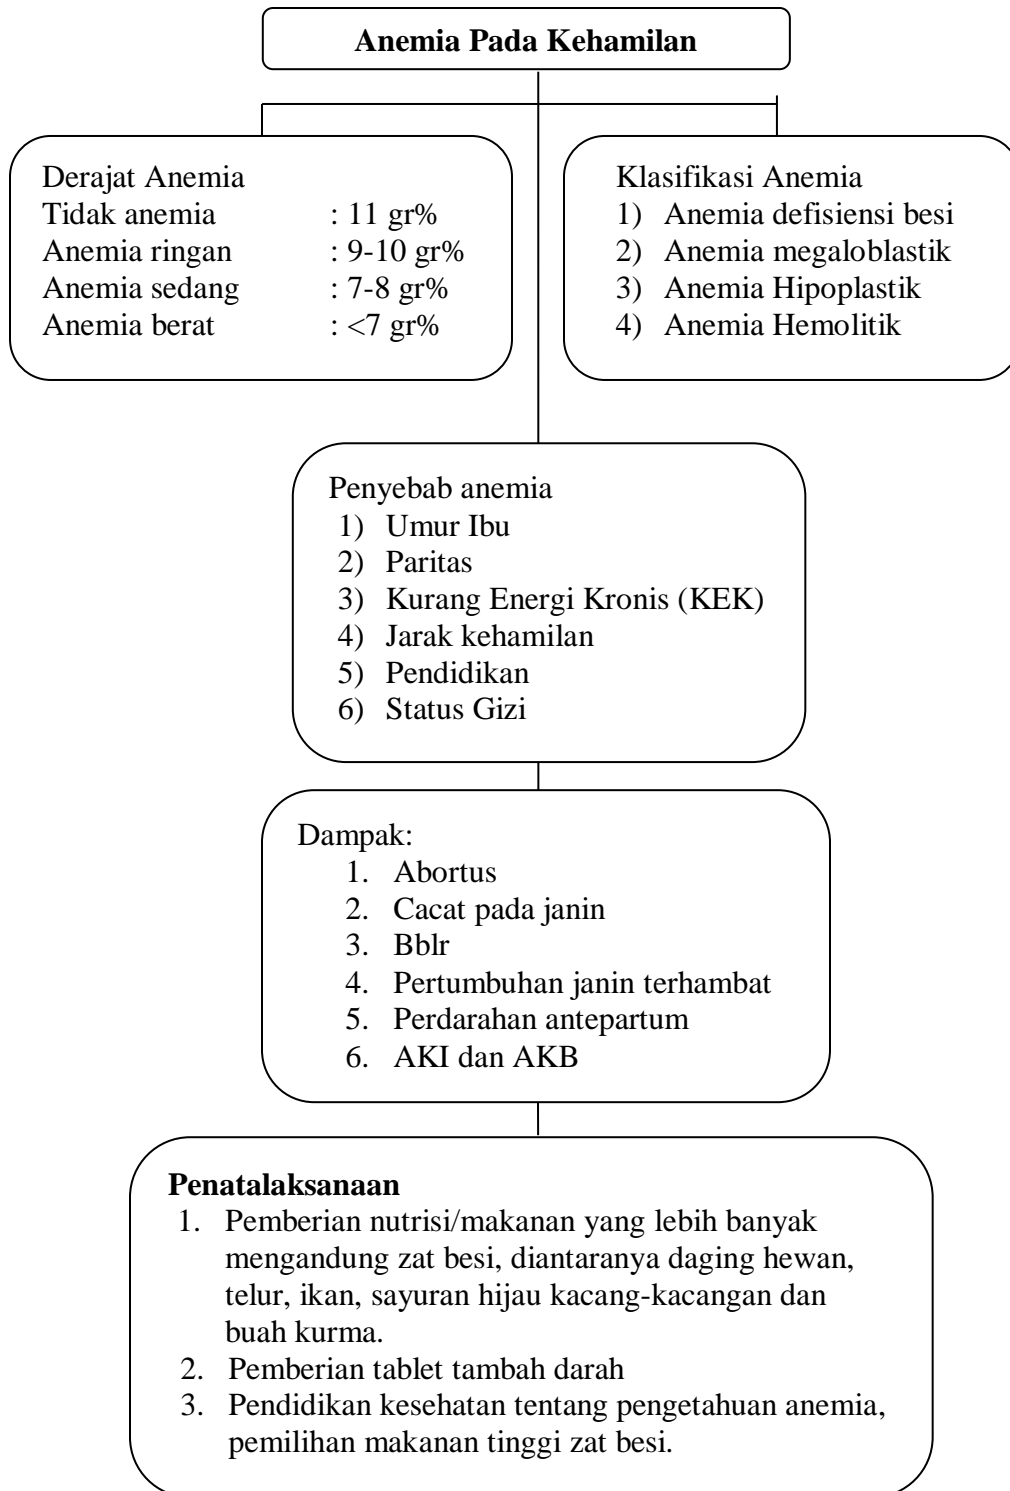 Anemia Pada Kehamilan
Derajat Anemia
Tidak anemia : 11 gr%
Anemia ringan : 9-10 gr%
Anemia sedang : 7-8 gr%
Anemia berat : <7 gr%
Klasifikasi Anemia
1) Anemia defisiensi besi
2) Anemia megaloblastik
3) Anemia Hipoplastik
4) Anemia Hemolitik
Penyebab anemia
1) Umur Ibu
2) Paritas
3) Kurang Energi Kronis (KEK)
4) Jarak kehamilan
5) Pendidikan
6) Status Gizi
Dampak:
1. Abortus
2. Cacat pada janin
3. Bblr
4. Pertumbuhan janin terhambat
5. Perdarahan antepartum
6. AKI dan AKB
Penatalaksanaan
1. Pemberian nutrisi/makanan yang lebih banyak
mengandung zat besi, diantaranya daging hewan,
telur, ikan, sayuran hijau kacang-kacangan dan
buah kurma.
2. Pemberian tablet tambah darah
3. Pendidikan kesehatan tentang pengetahuan anemia,
pemilihan makanan tinggi zat besi.